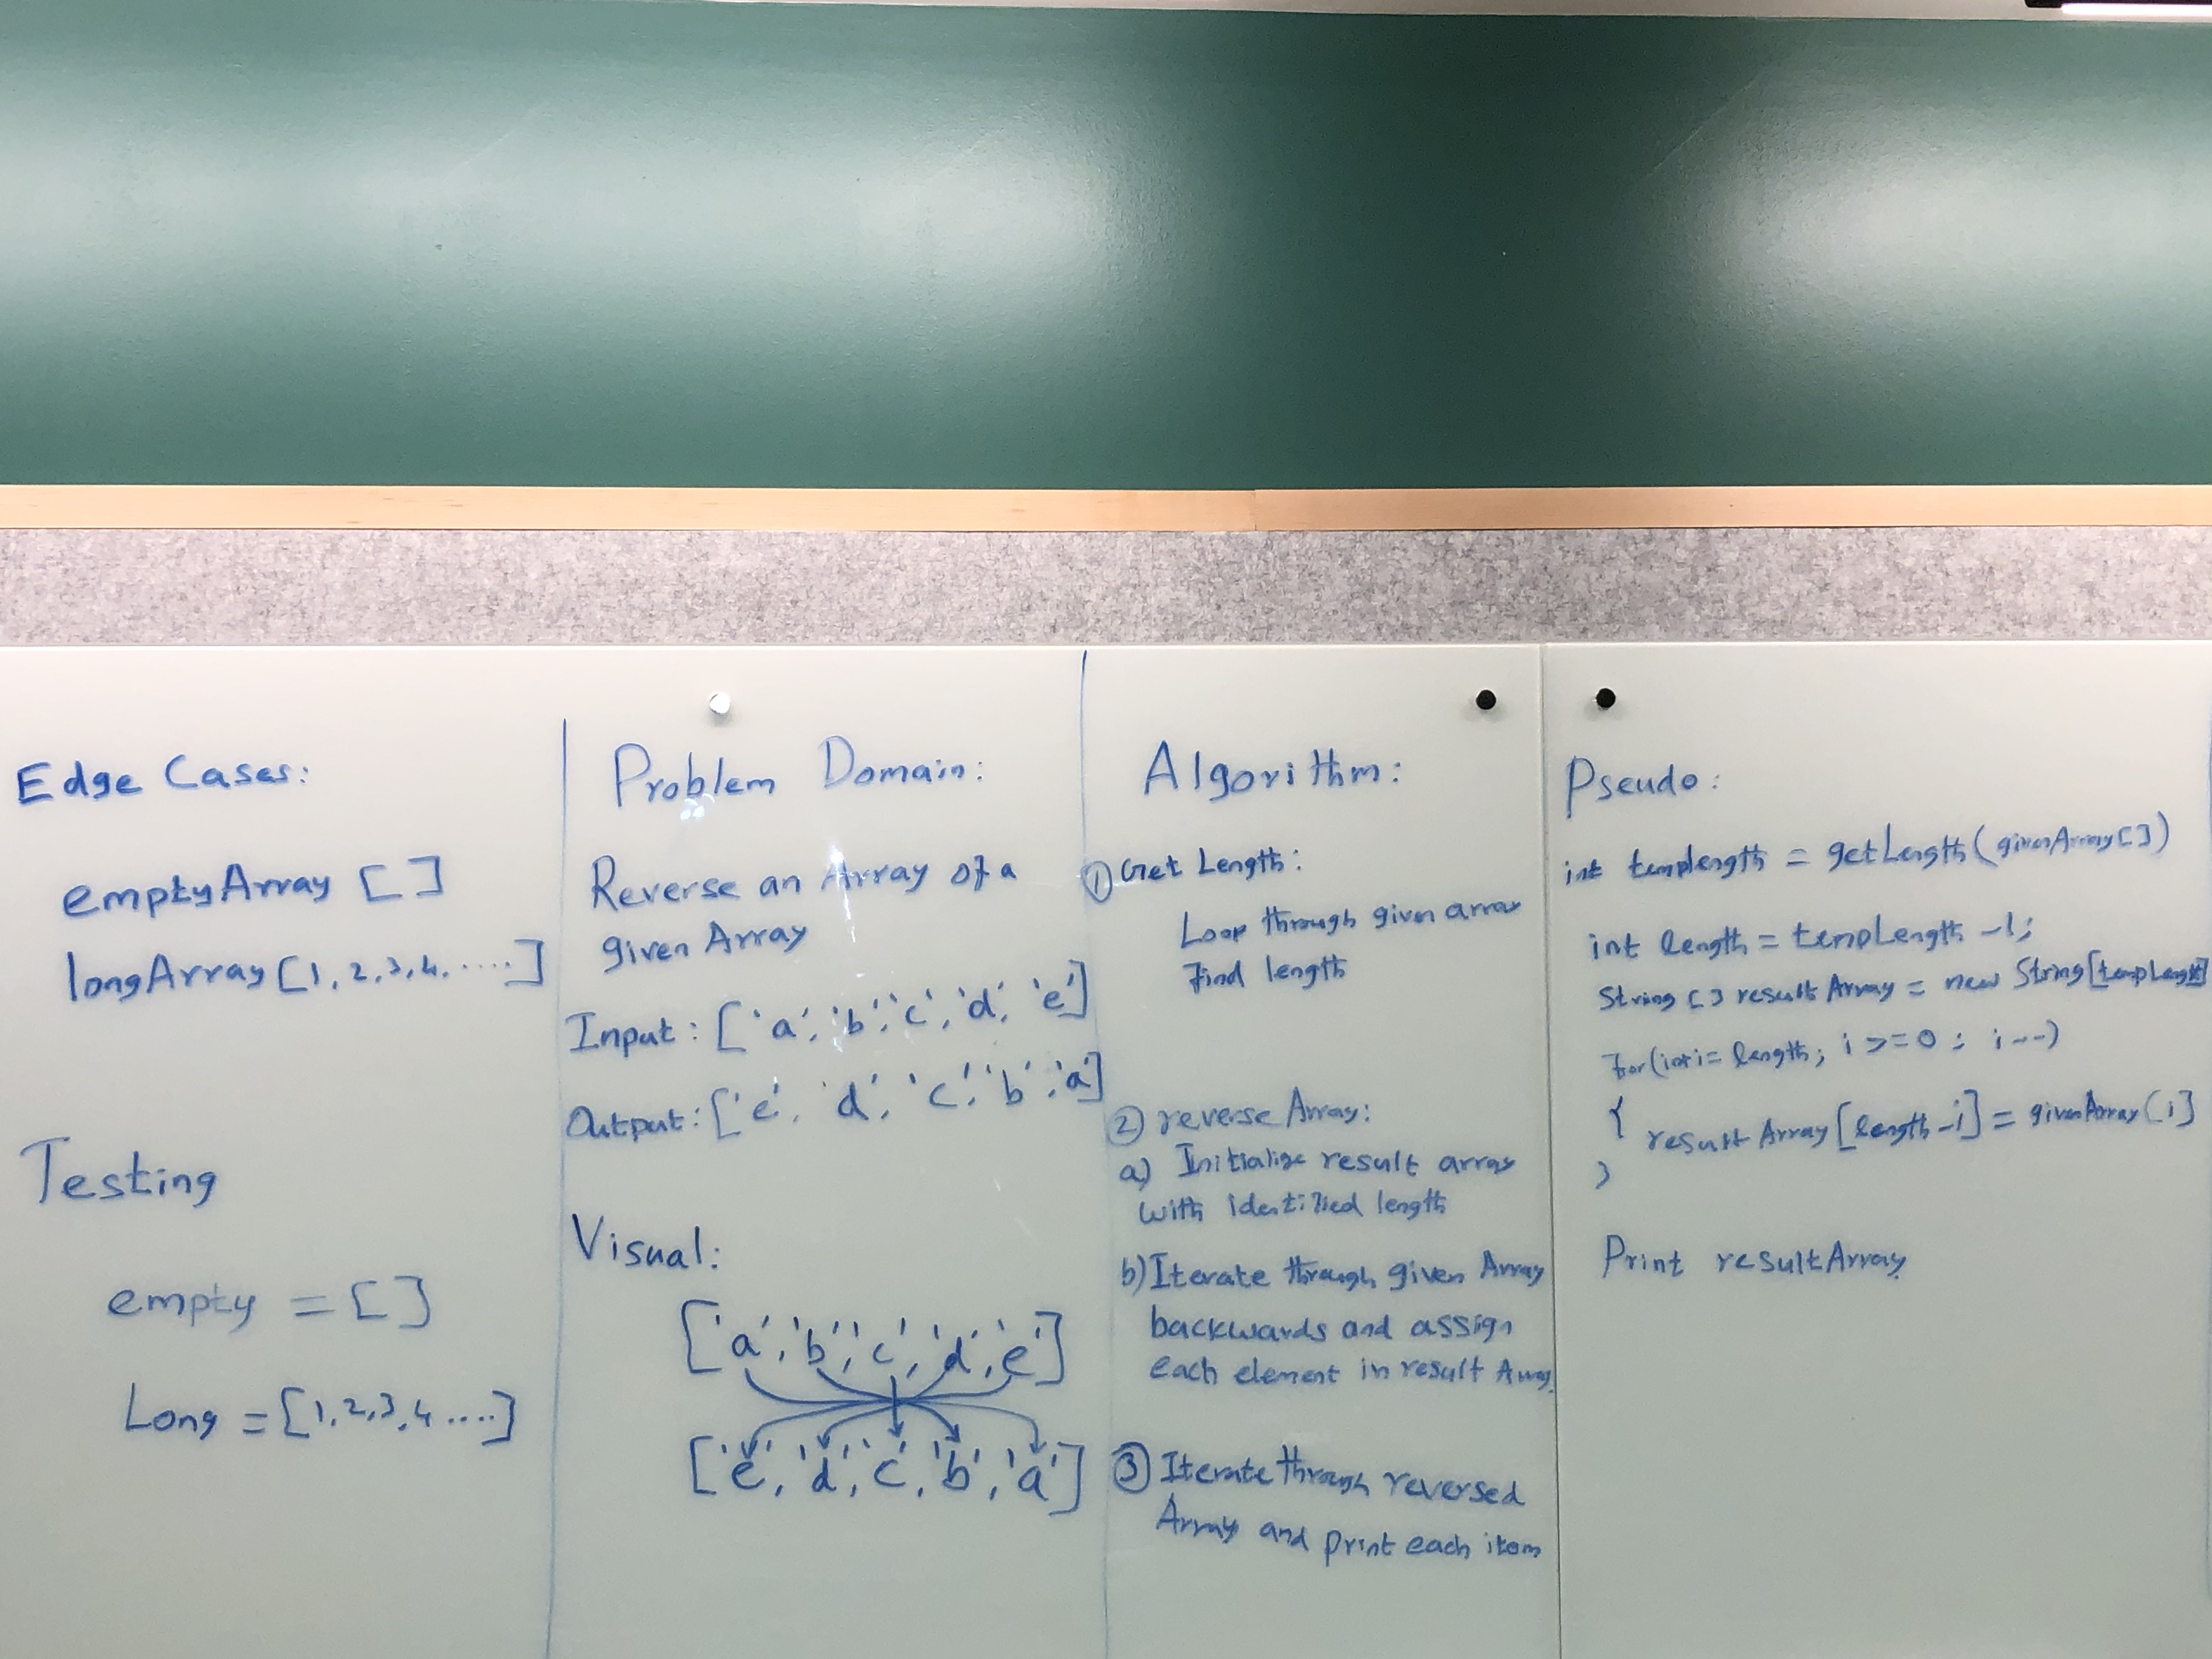 Edge Cases:
emptyArray [ ]
longArray [1, 2, 3, 4, .....]
Testing
empty = [ ]
Long = [1, 2, 3, 4 ....]
Problem Domain:
Reverse an Array of a
given Array
Input: ['a', 'b', 'c', 'd', 'e']
Output: ['e', 'd', 'c', 'b', 'a']
Visual:
['a', 'b', 'c', 'd', 'e']
['e', 'd', 'c', 'b', 'a']
Algorithm:
① Get Length:
Loop through given array
Find length
② reverse Array:
a) Initialize result array
with identified length
b) Iterate through given Array
backwards and assign
each element in result Array.
③ Iterate through reversed
Array and print each item
Pseudo:
int templength = getLength(givenArray[])
int length = tempLength -1;
String [] result Array = new String[tempLength]
For(int i = length; i >= 0; i--)
{
result Array[length-i] = givenArray[i]
}
Print resultArray.